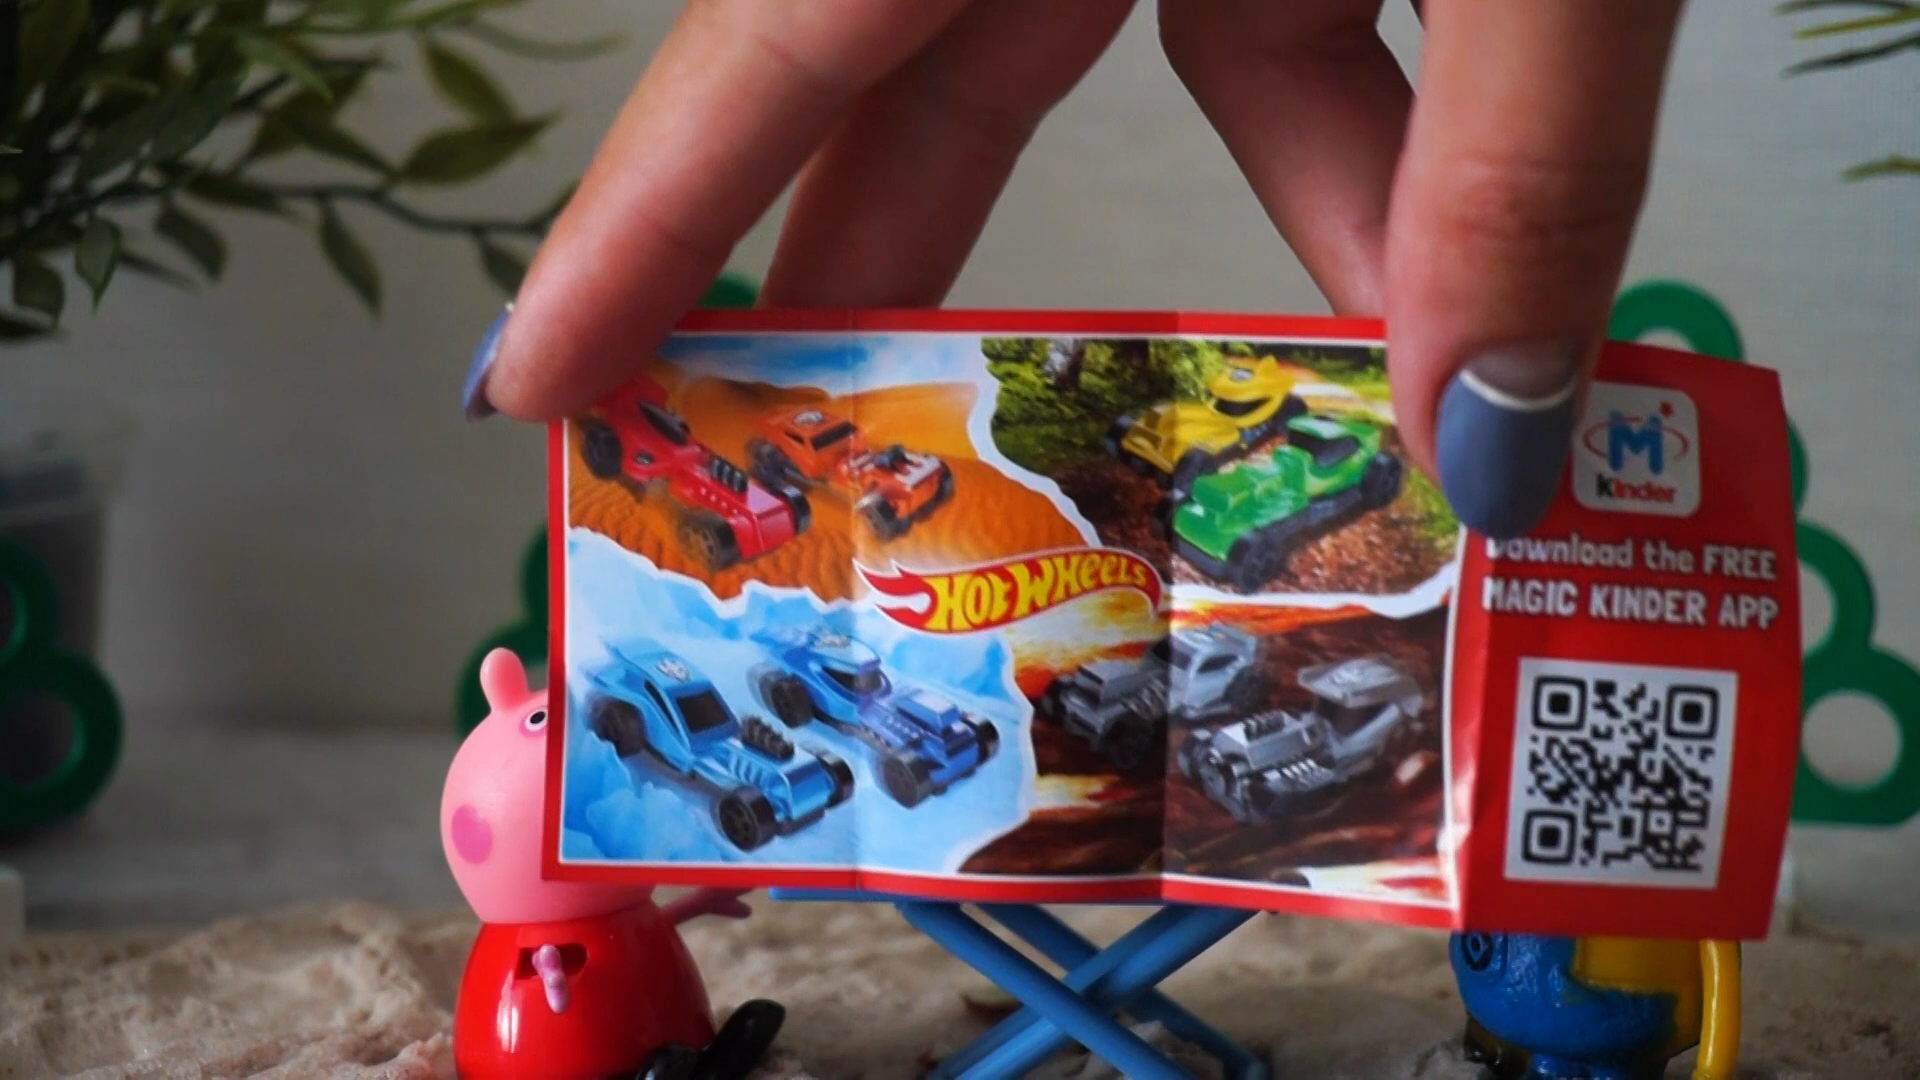 HOT WHEELS
M
kinder
Download the FREE
MAGIC KINDER APP